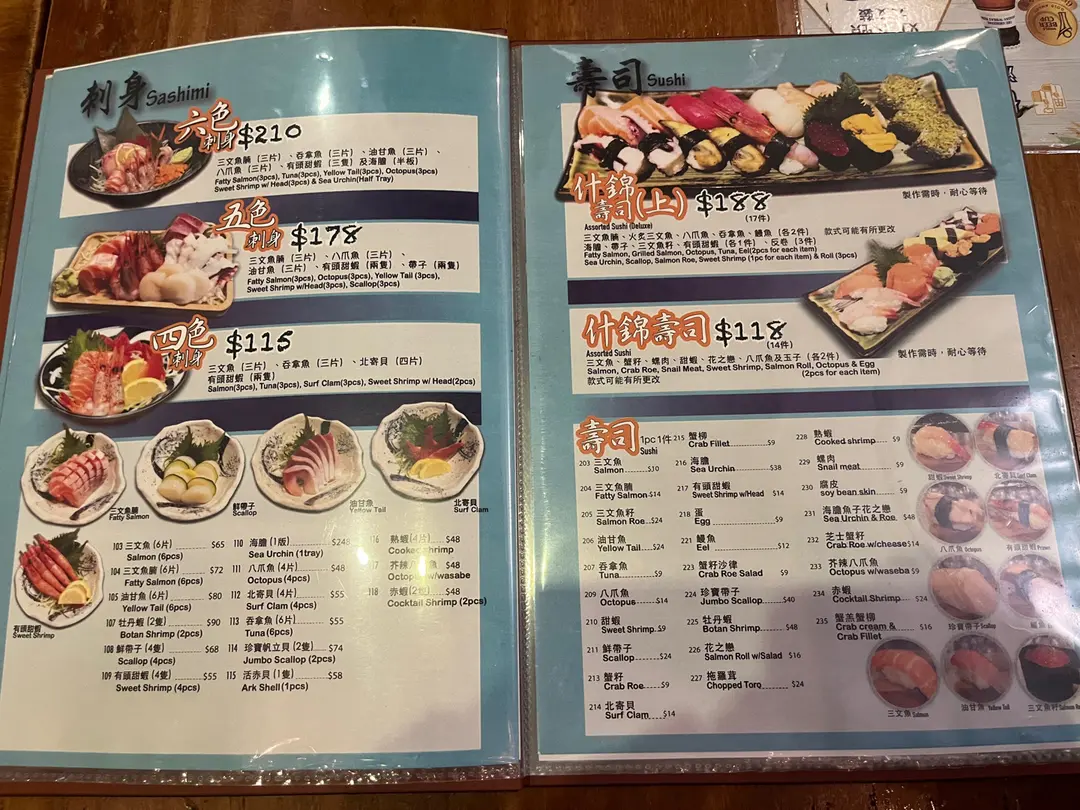 刺身 Sashimi
六色刺身 $210
三文魚腩（三片）、吞拿魚（三片）、油甘魚（三片）、
八爪魚（三片）、有頭甜蝦（三隻）及海膽（半板）
Fatty Salmon(3pcs), Tuna(3pcs), Yellow Tail(3pcs), Octopus(3pcs)
Sweet Shrimp w/ Head(3pcs) & Sea Urchin(Half Tray)
五色刺身 $178
三文魚腩（三片）、八爪魚（三片）、
油甘魚（三片）、有頭甜蝦（兩隻）、帶子（兩隻）
Fatty Salmon(3pcs), Octopus(3pcs), Yellow Tail (3pcs),
Sweet Shrimp w/Head(3pcs), Scallop(3pcs)
四色刺身 $115
三文魚（三片）、吞拿魚（三片）、北寄貝（四片）
有頭甜蝦（兩隻）
Salmon(3pcs), Tuna(3pcs), Surf Clam(3pcs), Sweet Shrimp w/Head(2pcs)
三文魚腩
Fatty Salmon
鮮帶子
Scallop
油甘魚
Yellow Tail
北寄貝
Surf Clam
有頭甜蝦
Sweet Shrimp
103 三文魚 (6片) $65
Salmon (6pcs)
104 三文魚腩 (6片) $72
Fatty Salmon (6pcs)
105 油甘魚 (6片) $80
Yellow Tail (6pcs)
107 牡丹蝦 (2隻) $90
Botan Shrimp (2pcs)
108 鮮帶子 (4隻) $68
Scallop (4pcs)
109 有頭甜蝦 (4隻) $55
Sweet Shrimp (4pcs)
110 海膽 (1版) $248
Sea Urchin (1tray)
111 八爪魚 (4片) $48
Octopus (4pcs)
112 北寄貝 (4片) $55
Surf Clam (4pcs)
113 吞拿魚 (6片) $55
Tuna (6pcs)
114 珍寶帆立貝 (2隻) $74
Jumbo Scallop (2pcs)
115 活赤貝 (1隻) $58
Ark Shell (1pcs)
116 熟蝦 (4片) $48
Cooked shrimp
117 芥辣八爪魚 $48
Octopus w/wasabe
118 赤蝦 (2隻) $48
Cocktail Shrimp (2pcs)
壽司 Sushi
什錦壽司(上) $188
(17件)
Assorted Sushi (Deluxe)
製作需時，耐心等待
三文魚腩、火炙三文魚、八爪魚、吞拿魚、鰻魚（各2件）
海膽、帶子、三文魚籽、有頭甜蝦（各1件）、反卷（3件）
款式可能有所更改
Fatty Salmon, Grilled Salmon, Octopus, Tuna, Eel(2pcs for each item)
Sea Urchin, Scallop, Salmon Roe, Sweet Shrimp (1pc for each item) & Roll (3pcs)
什錦壽司 $118
(14件)
Assorted Sushi
製作需時，耐心等待
三文魚、蟹籽、螺肉、甜蝦、花之戀、八爪魚及玉子（各2件）
Salmon, Crab Roe, Snail Meat, Sweet Shrimp, Salmon Roll, Octopus & Egg
(2pcs for each item)
款式可能有所更改
壽司 Sushi 1pc 1件
203 三文魚
Salmon $10
204 三文魚腩
Fatty Salmon $14
205 三文魚籽
Salmon Roe $24
206 油甘魚
Yellow Tail $24
207 吞拿魚
Tuna $9
209 八爪魚
Octopus $14
210 甜蝦
Sweet Shrimp $9
211 鮮帶子
Scallop $24
213 蟹籽
Crab Roe $9
214 北寄貝
Surf Clam $14
215 蟹柳
Crab Fillet $9
216 海膽
Sea Urchin $38
217 有頭甜蝦
Sweet Shrimp w/Head $14
218 蛋
Egg $9
221 鰻魚
Eel $12
223 蟹籽沙律
Crab Roe Salad $9
224 珍寶帶子
Jumbo Scallop $40
225 牡丹蝦
Botan Shrimp $48
226 花之戀
Salmon Roll w/Salad $16
227 拖羅茸
Chopped Toro $24
228 熟蝦
Cooked shrimp $9
229 螺肉
Snail meat $9
230 腐皮
soy bean skin $9
231 海膽魚子花之戀
Sea Urchin & Roe $48
232 芝士蟹籽
Crab Roe w/cheese $14
233 芥辣八爪魚
Octopus w/waseba $9
234 赤蝦
Cocktail Shrimp $24
235 蟹羔蟹柳
Crab cream &
Crab Fillet $16
甜蝦 Sweet Shrimp
北寄貝 Surf Clam
八爪魚 Octopus
有頭甜蝦
珍寶帶子 Scallop
三文魚 Salmon
油甘魚 Yellow Tail
三文魚籽 Salmon